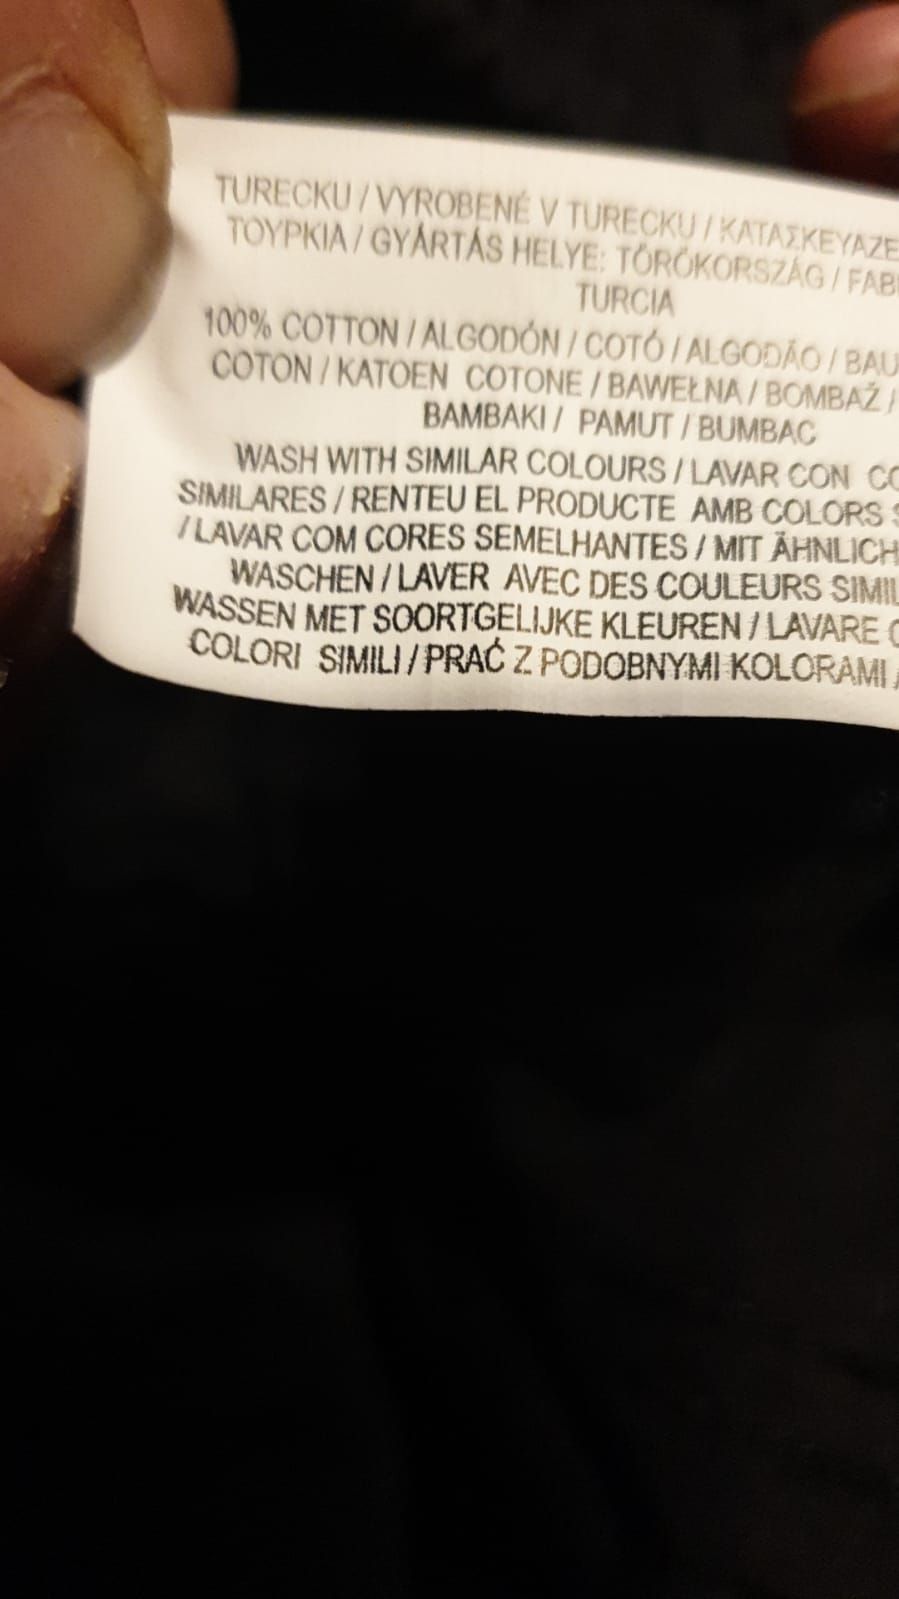 TURECKU / VYROBENÉ V TURECKU / ΚΑΤΑΣΚΕΥΑΖΕ
ΤΟΥΡΚΙΑ / GYÁRTÁS HELYE: TÖRÖKORSZÁG / FAB
TURCIA
100% COTTON / ALGODÓN / COTÓ / ALGODÃO / BAU
COTON / KATOEN COTONE / BAWEŁNA / BOMBAŽ /
BAMBAKI / PAMUT / BUMBAC
WASH WITH SIMILAR COLOURS / LAVAR CON CO
SIMILARES / RENTEU EL PRODUCTE AMB COLORS S
/ LAVAR COM CORES SEMELHANTES / MIT ÄHNLICH
WASCHEN / LAVER AVEC DES COULEURS SIMIL
WASSEN MET SOORTGELIJKE KLEUREN / LAVARE C
COLORI SIMILI / PRAĆ Z PODOBNYMI KOLORAMI /